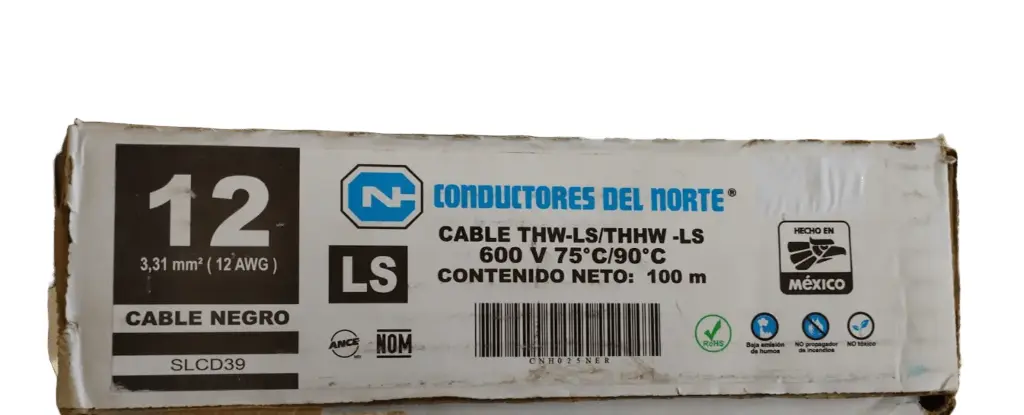 12
3,31 mm² ( 12 AWG )
CABLE NEGRO
SLCD39
LS
ANCE
NOM
CN
CONDUCTORES DEL NORTE®
CABLE THW-LS/THHW -LS
600 V 75°C/90°C
CONTENIDO NETO: 100 m
CNH025NER
HECHO EN
MÉXICO
RoHS
Baja emisión
de humos
NO propagador
de incendios
NO tóxico